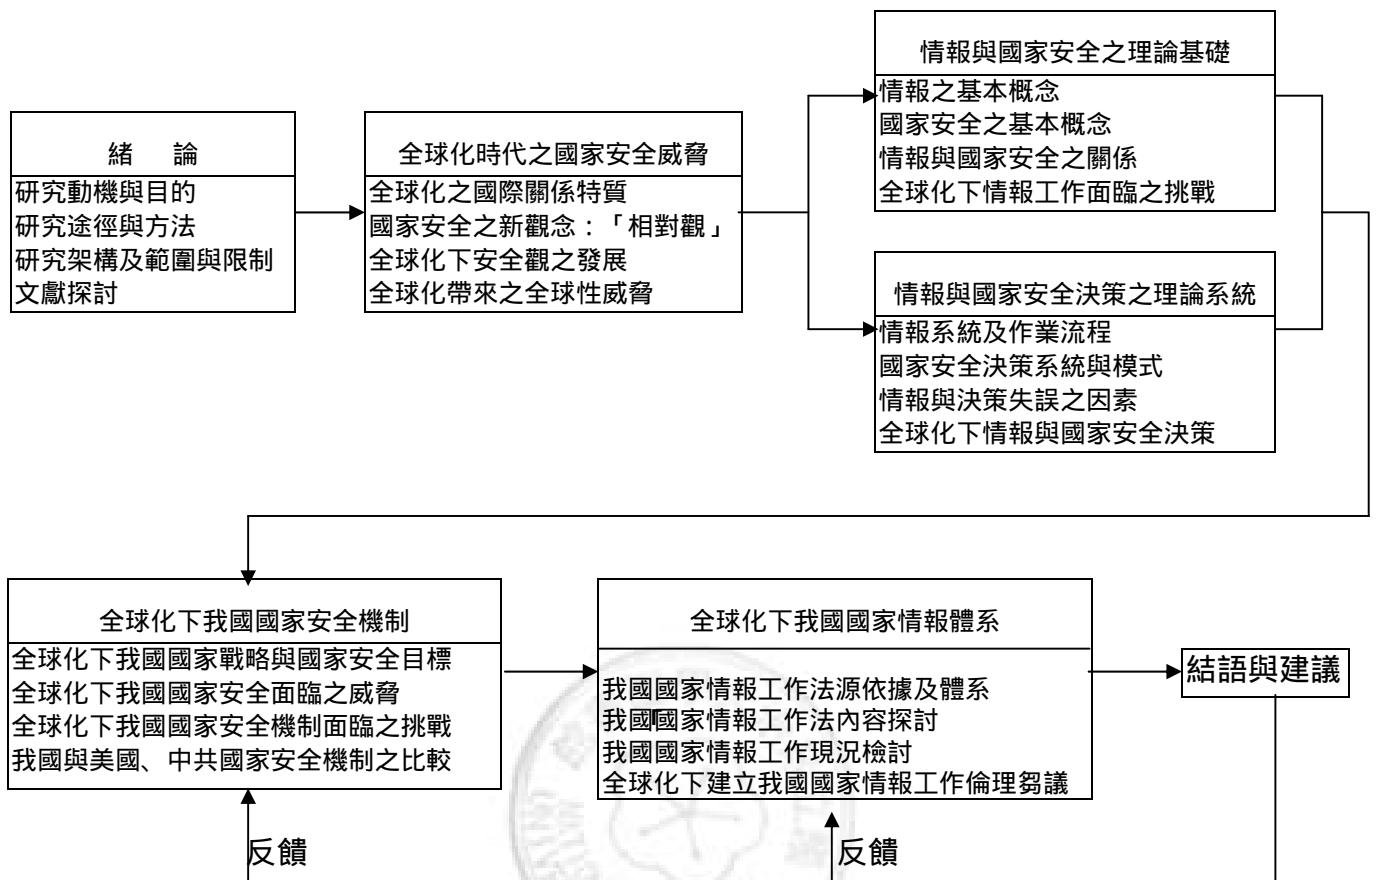 緒 論
研究動機與目的
研究途徑與方法
研究架構及範圍與限制
文獻探討
全球化時代之國家安全威脅
全球化之國際關係特質
國家安全之新觀念：「相對觀」
全球化下安全觀之發展
全球化帶來之全球性威脅
情報與國家安全之理論基礎
情報之基本概念
國家安全之基本概念
情報與國家安全之關係
全球化下情報工作面臨之挑戰
情報與國家安全決策之理論系統
情報系統及作業流程
國家安全決策系統與模式
情報與決策失誤之因素
全球化下情報與國家安全決策
全球化下我國國家安全機制
全球化下我國國家戰略與國家安全目標
全球化下我國國家安全面臨之威脅
全球化下我國國家安全機制面臨之挑戰
我國與美國、中共國家安全機制之比較
全球化下我國國家情報體系
我國國家情報工作法源依據及體系
我國國家情報工作法內容探討
我國國家情報工作現況檢討
全球化下建立我國國家情報工作倫理芻議
結語與建議
反饋
反饋